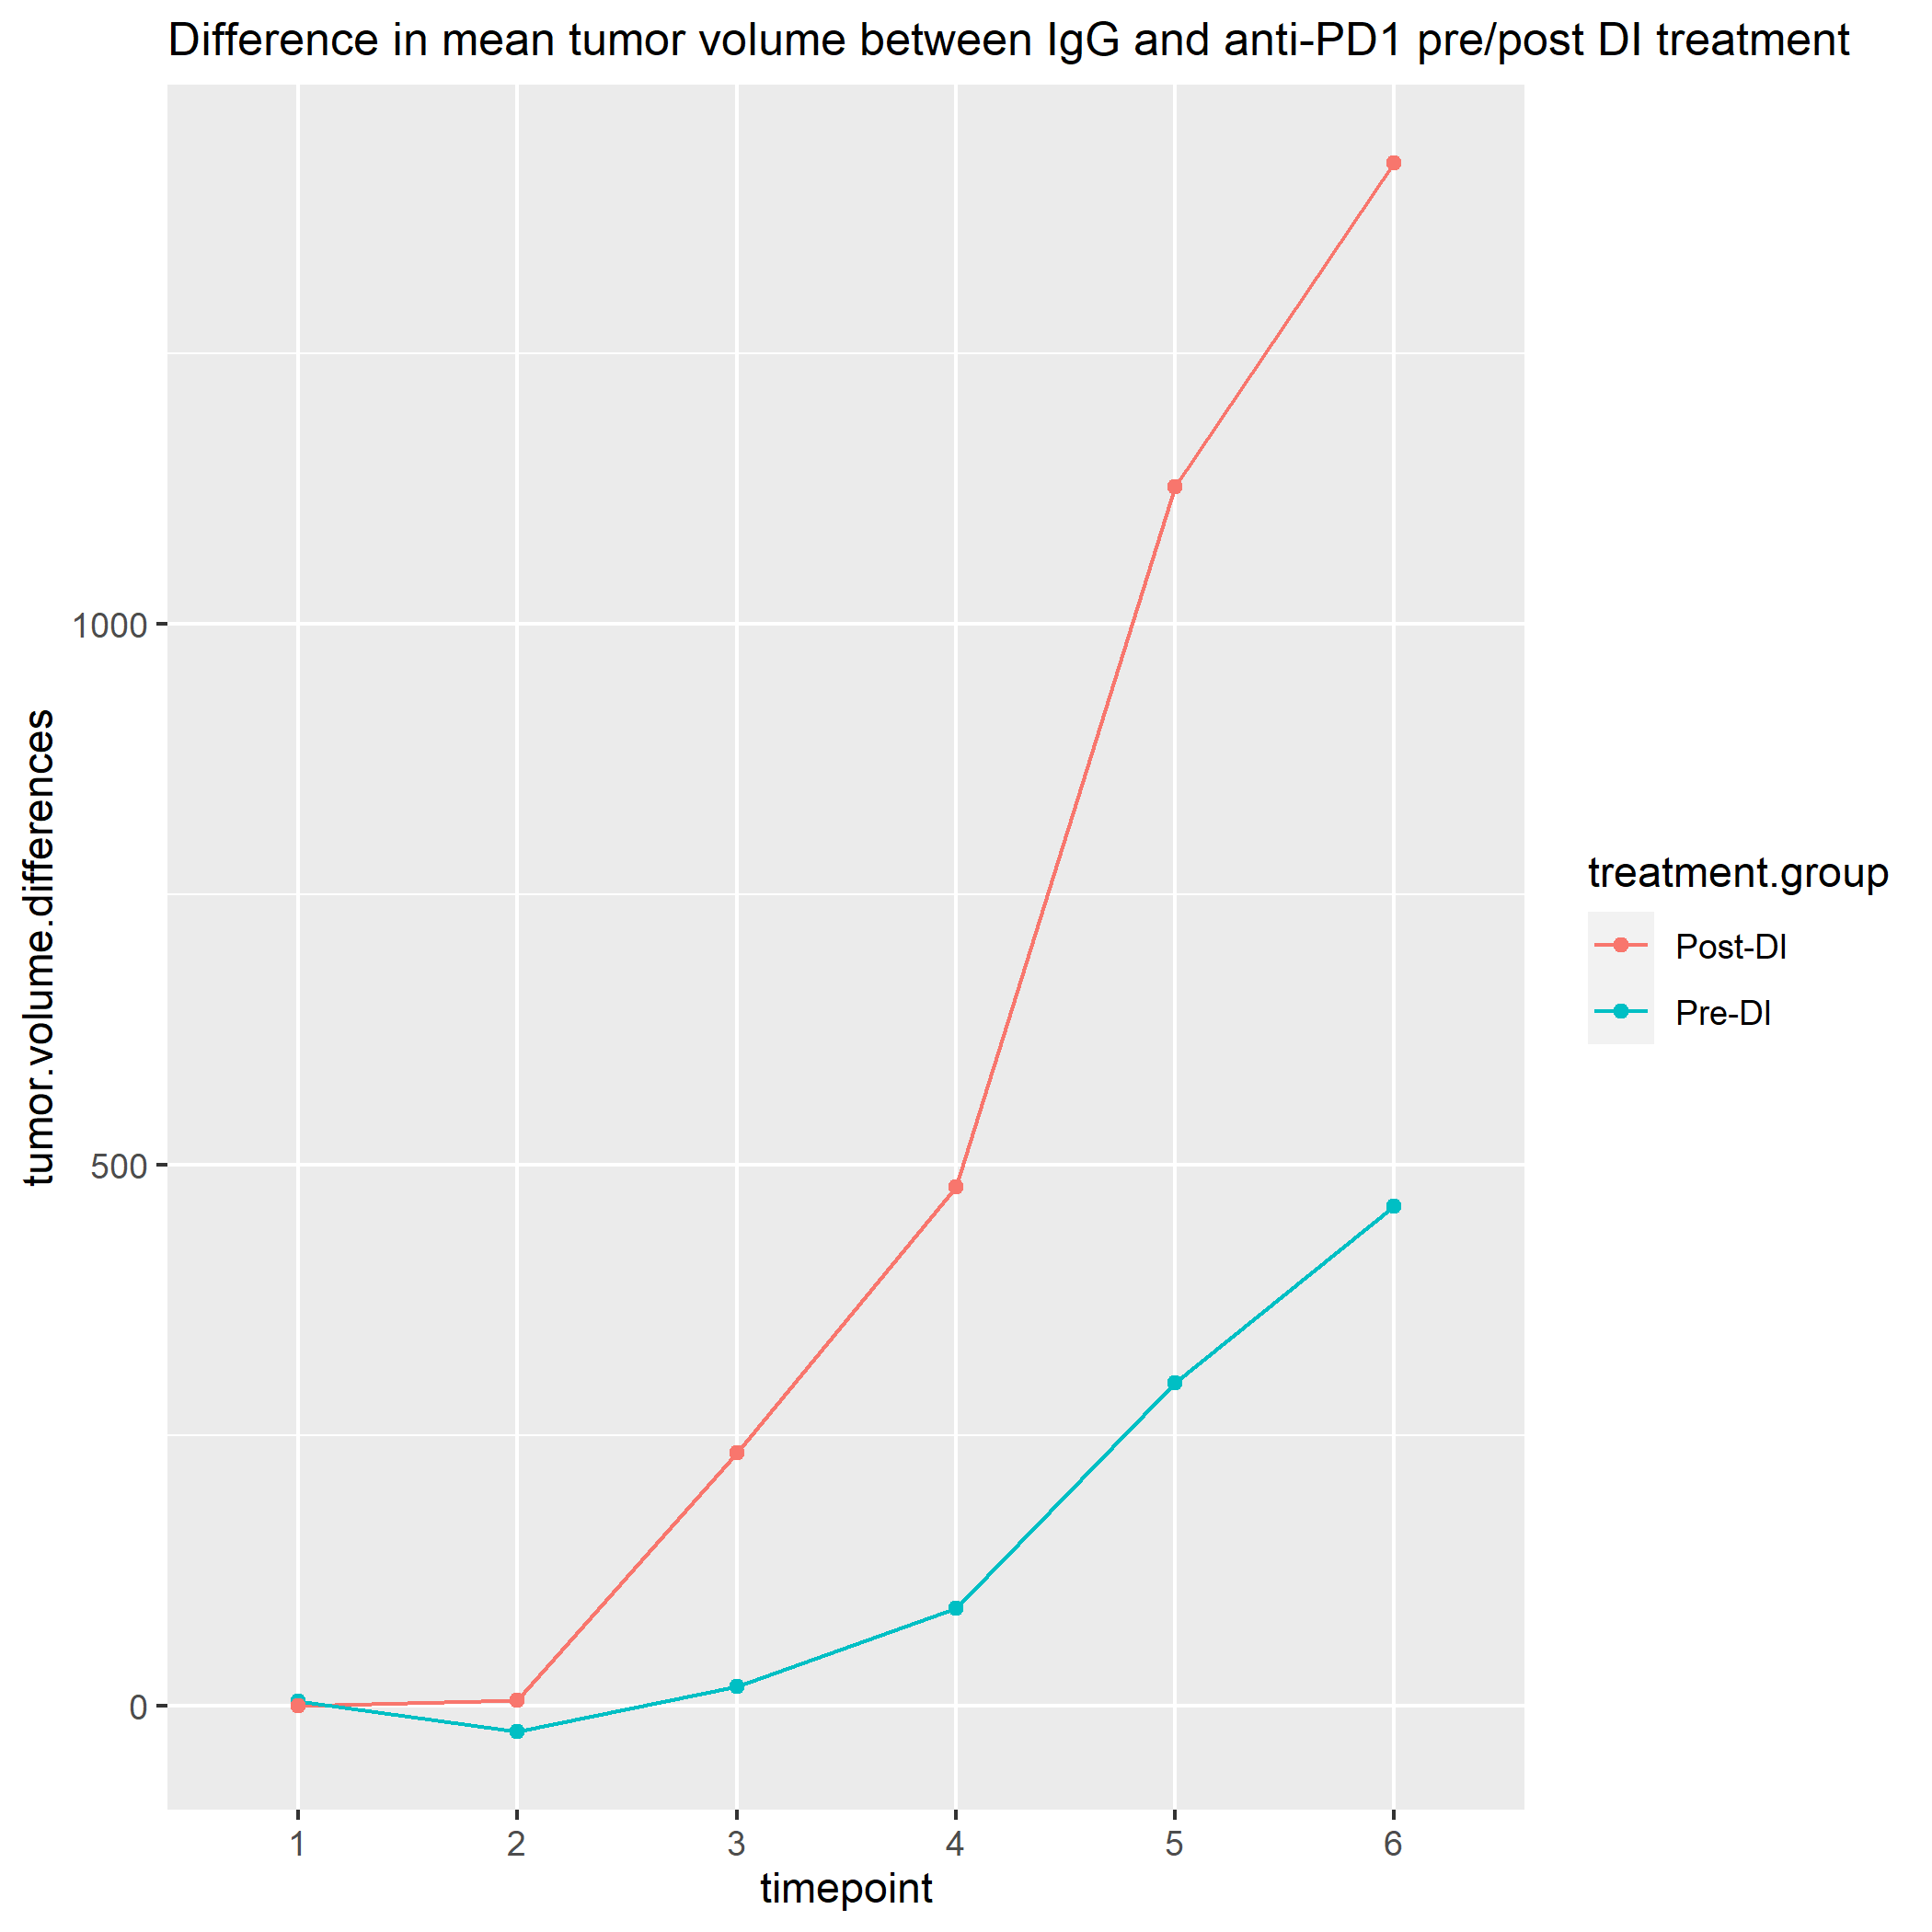 Difference in mean tumor volume between IgG and anti-PD1 pre/post DI treatment
tumor.volume.differences
1000
500
0
1 2 3 4 5 6
timepoint
treatment.group
Post-DI
Pre-DI